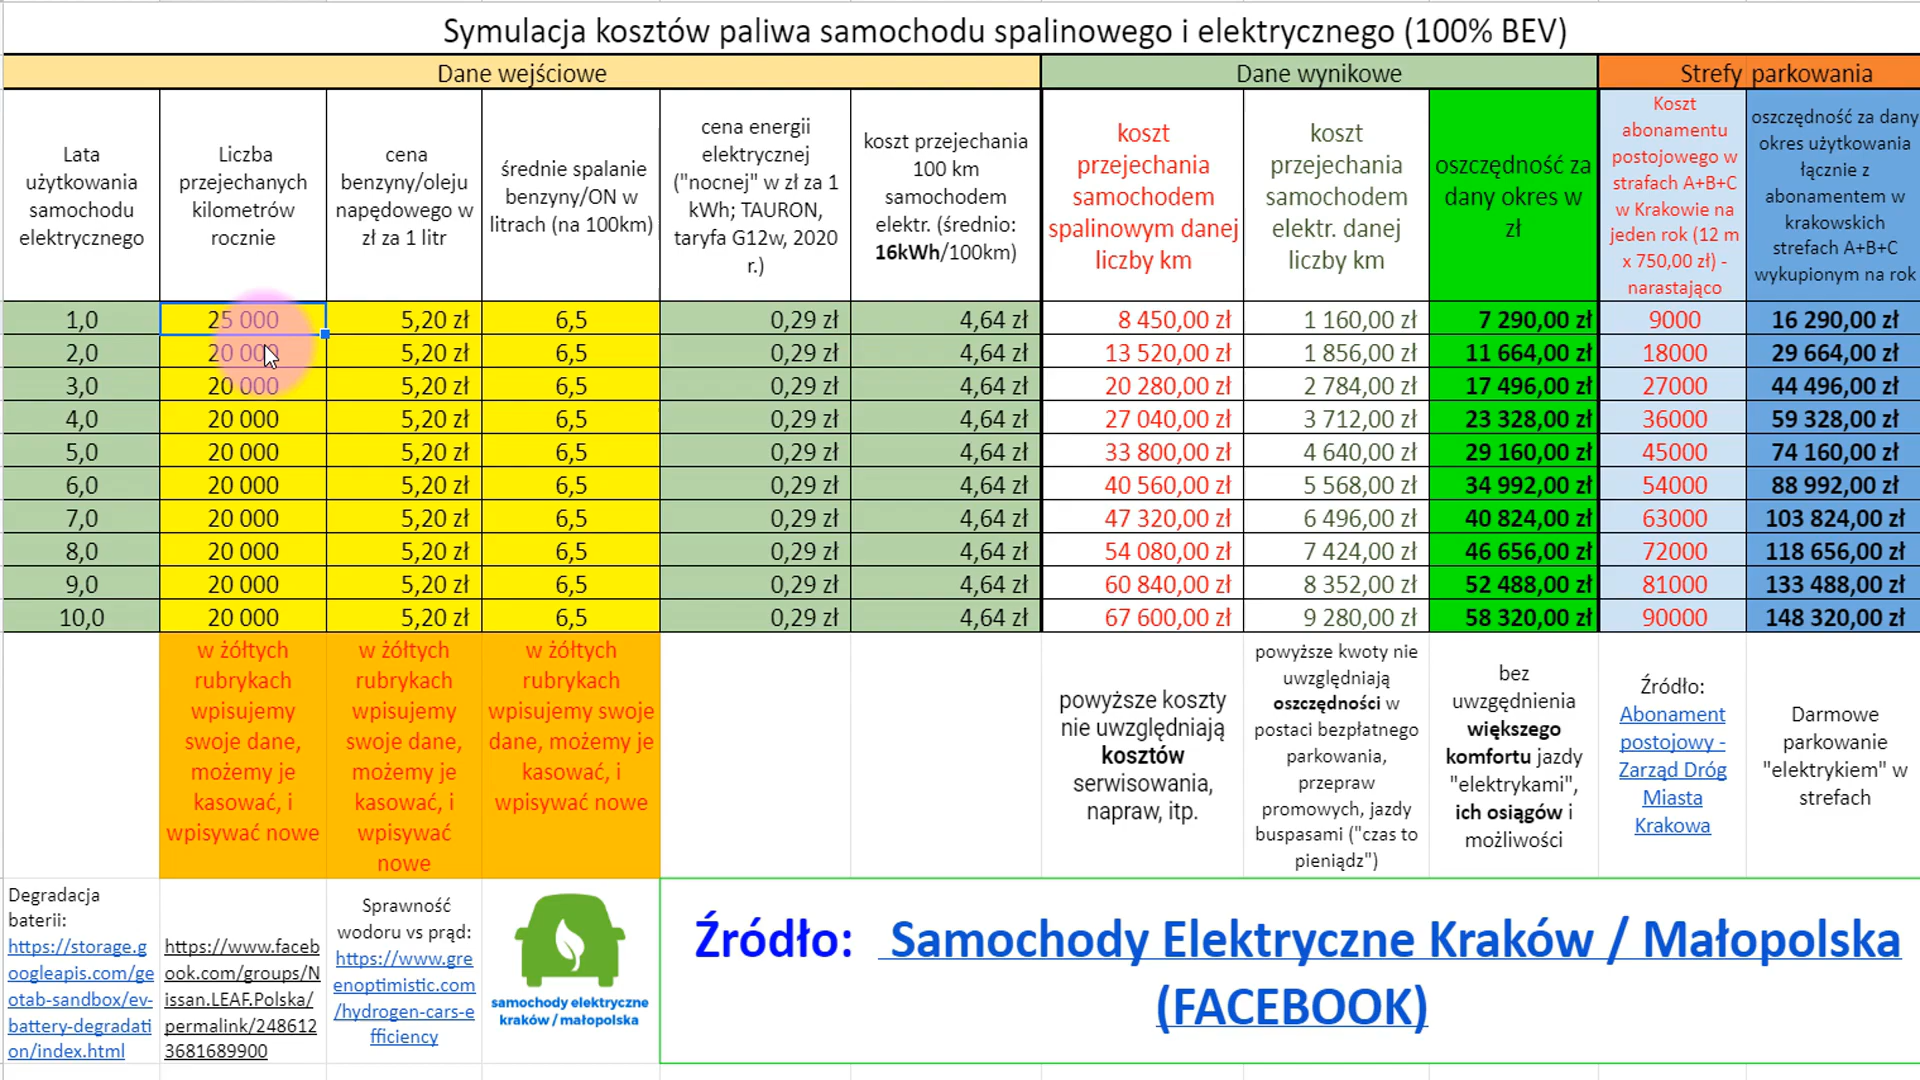 Symulacja kosztów paliwa samochodu spalinowego i elektrycznego (100% BEV)
Dane wejściowe
Dane wynikowe
Strefy parkowania
Lata
użytkowania
samochodu
elektrycznego
Liczba
przejechanych
kilometrów
rocznie
cena
benzyny/oleju
napędowego w
zł za 1 litr
średnie spalanie
benzyny/ON w
litrach (na 100km)
cena energii
elektrycznej
("nocnej" w zł za 1
kWh; TAURON,
taryfa G12w, 2020
r.)
koszt przejechania
100 km
samochodem
elektr. (średnio:
16kWh/100km)
koszt
przejechania
samochodem
spalinowym danej
liczby km
koszt
przejechania
samochodem
elektr. danej
liczby km
oszczędność za
dany okres w
zł
Koszt
abonamentu
postojowego w
strafach A+B+C
w Krakowie na
jeden rok (12 m
x 750,00 zł) -
narastająco
oszczędność za dany
okres użytkowania
łącznie z
abonamentem w
krakowskich
strefach A+B+C
wykupionym na rok
1,0 25 000 5,20 zł 6,5 0,29 zł 4,64 zł 8 450,00 zł 1 160,00 zł 7 290,00 zł 9000 16 290,00 zł
2,0 20 000 5,20 zł 6,5 0,29 zł 4,64 zł 13 520,00 zł 1 856,00 zł 11 664,00 zł 18000 29 664,00 zł
3,0 20 000 5,20 zł 6,5 0,29 zł 4,64 zł 20 280,00 zł 2 784,00 zł 17 496,00 zł 27000 44 496,00 zł
4,0 20 000 5,20 zł 6,5 0,29 zł 4,64 zł 27 040,00 zł 3 712,00 zł 23 328,00 zł 36000 59 328,00 zł
5,0 20 000 5,20 zł 6,5 0,29 zł 4,64 zł 33 800,00 zł 4 640,00 zł 29 160,00 zł 45000 74 160,00 zł
6,0 20 000 5,20 zł 6,5 0,29 zł 4,64 zł 40 560,00 zł 5 568,00 zł 34 992,00 zł 54000 88 992,00 zł
7,0 20 000 5,20 zł 6,5 0,29 zł 4,64 zł 47 320,00 zł 6 496,00 zł 40 824,00 zł 63000 103 824,00 zł
8,0 20 000 5,20 zł 6,5 0,29 zł 4,64 zł 54 080,00 zł 7 424,00 zł 46 656,00 zł 72000 118 656,00 zł
9,0 20 000 5,20 zł 6,5 0,29 zł 4,64 zł 60 840,00 zł 8 352,00 zł 52 488,00 zł 81000 133 488,00 zł
10,0 20 000 5,20 zł 6,5 0,29 zł 4,64 zł 67 600,00 zł 9 280,00 zł 58 320,00 zł 90000 148 320,00 zł
w żółtych
rubrykach
wpisujemy
swoje dane,
możemy je
kasować, i
wpisywać nowe
w żółtych
rubrykach
wpisujemy
swoje dane,
możemy je
kasować, i
wpisywać
nowe
w żółtych
rubrykach
wpisujemy swoje
dane, możemy je
kasować, i
wpisywać nowe
powyższe koszty
nie uwzględniają
kosztów
serwisowania,
napraw, itp.
powyższe kwoty nie
uwzględniają
oszczędności w
postaci bezpłatnego
parkowania,
przepraw
promowych, jazdy
buspasami ("czas to
pieniądz")
bez
uwzgędnienia
większego
komfortu jazdy
"elektrykami",
ich osiągów i
możliwości
Źródło:
Abonament
postojowy -
Zarząd Dróg
Miasta
Krakowa
Darmowe
parkowanie
"elektrykiem" w
strefach
Degradacja
baterii:
https://storage.g
oogleapis.com/ge
otab-sandbox/ev-
battery-degradati
on/index.html
https://www.faceb
ook.com/groups/N
issan.LEAF.Polska/
permalink/248612
3681689900
Sprawność
wodoru vs prąd:
https://www.gre
enoptimistic.com
/hydrogen-cars-e
fficiency
samochody elektryczne
kraków / małopolska
Źródło: Samochody Elektryczne Kraków / Małopolska
(FACEBOOK)